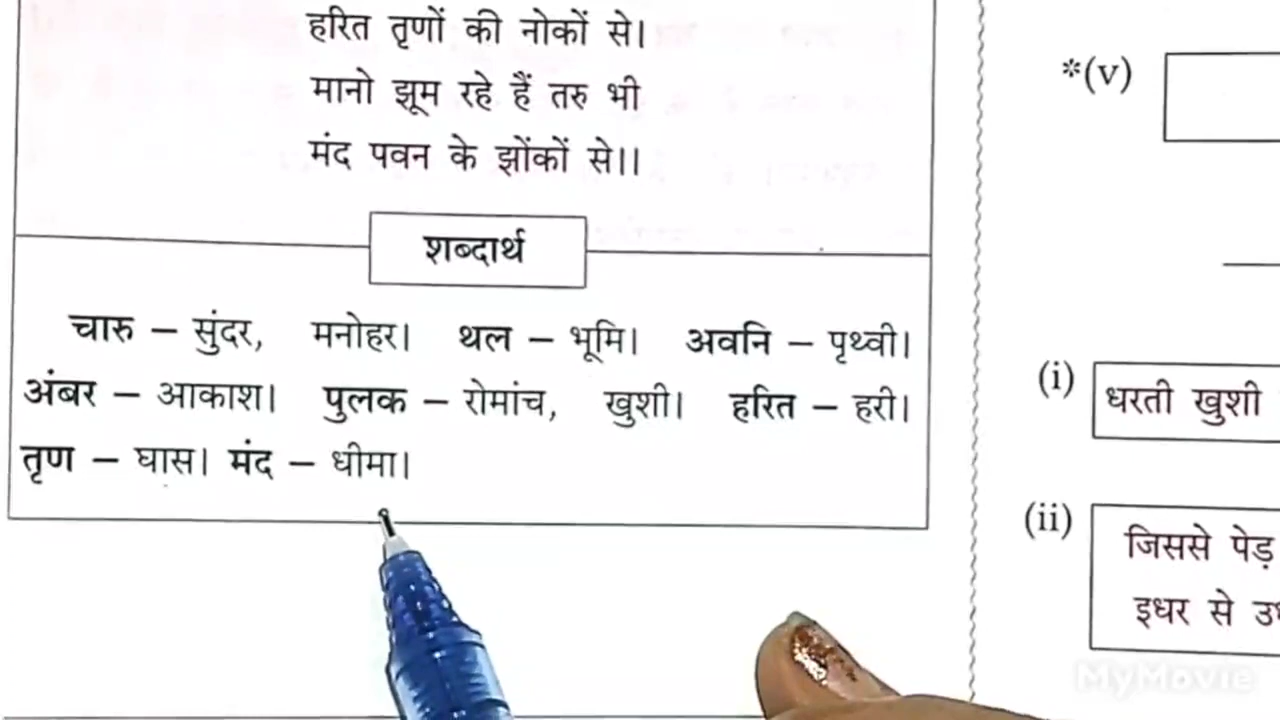 हरित तृणों की नोकों से।
मानो झूम रहे हैं तरु भी
मंद पवन के झोंकों से।।
शब्दार्थ
चारु – सुंदर, मनोहर। थल – भूमि। अवनि – पृथ्वी।
अंबर – आकाश। पुलक – रोमांच, खुशी। हरित – हरी।
तृण – घास। मंद – धीमा।
*(v)
(i) धरती खुशी
(ii) जिससे पेड़
इधर से
MyMovie